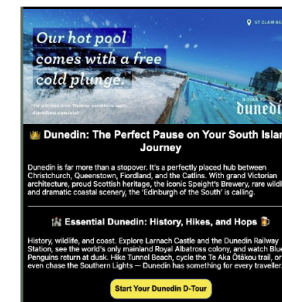 ST CLAIR
Our hot pool
comes with a free
cold plunge.
dunedi
👑 Dunedin: The Perfect Pause on Your South Islan
Journey
Dunedin is far more than a stopover. It's a perfectly placed hub between
Christchurch, Queenstown, Fiordland, and the Catlins. With grand Victorian
architecture, proud Scottish heritage, the iconic Speight's Brewery, rare wildl
and dramatic coastal scenery, the 'Edinburgh of the South' is calling.
🏰 Essential Dunedin: History, Hikes, and Hops 🍺
History, wildlife, and coast. Explore Larnach Castle and the Dunedin Railway
Station, see the world's only mainland Royal Albatross colony, and watch Blue
Penguins return at dusk. Hike Tunnel Beach, cycle the Te Aka Ōtākou trail, or
even chase the Southern Lights — Dunedin has something for every traveller.
Start Your Dunedin D-Tour